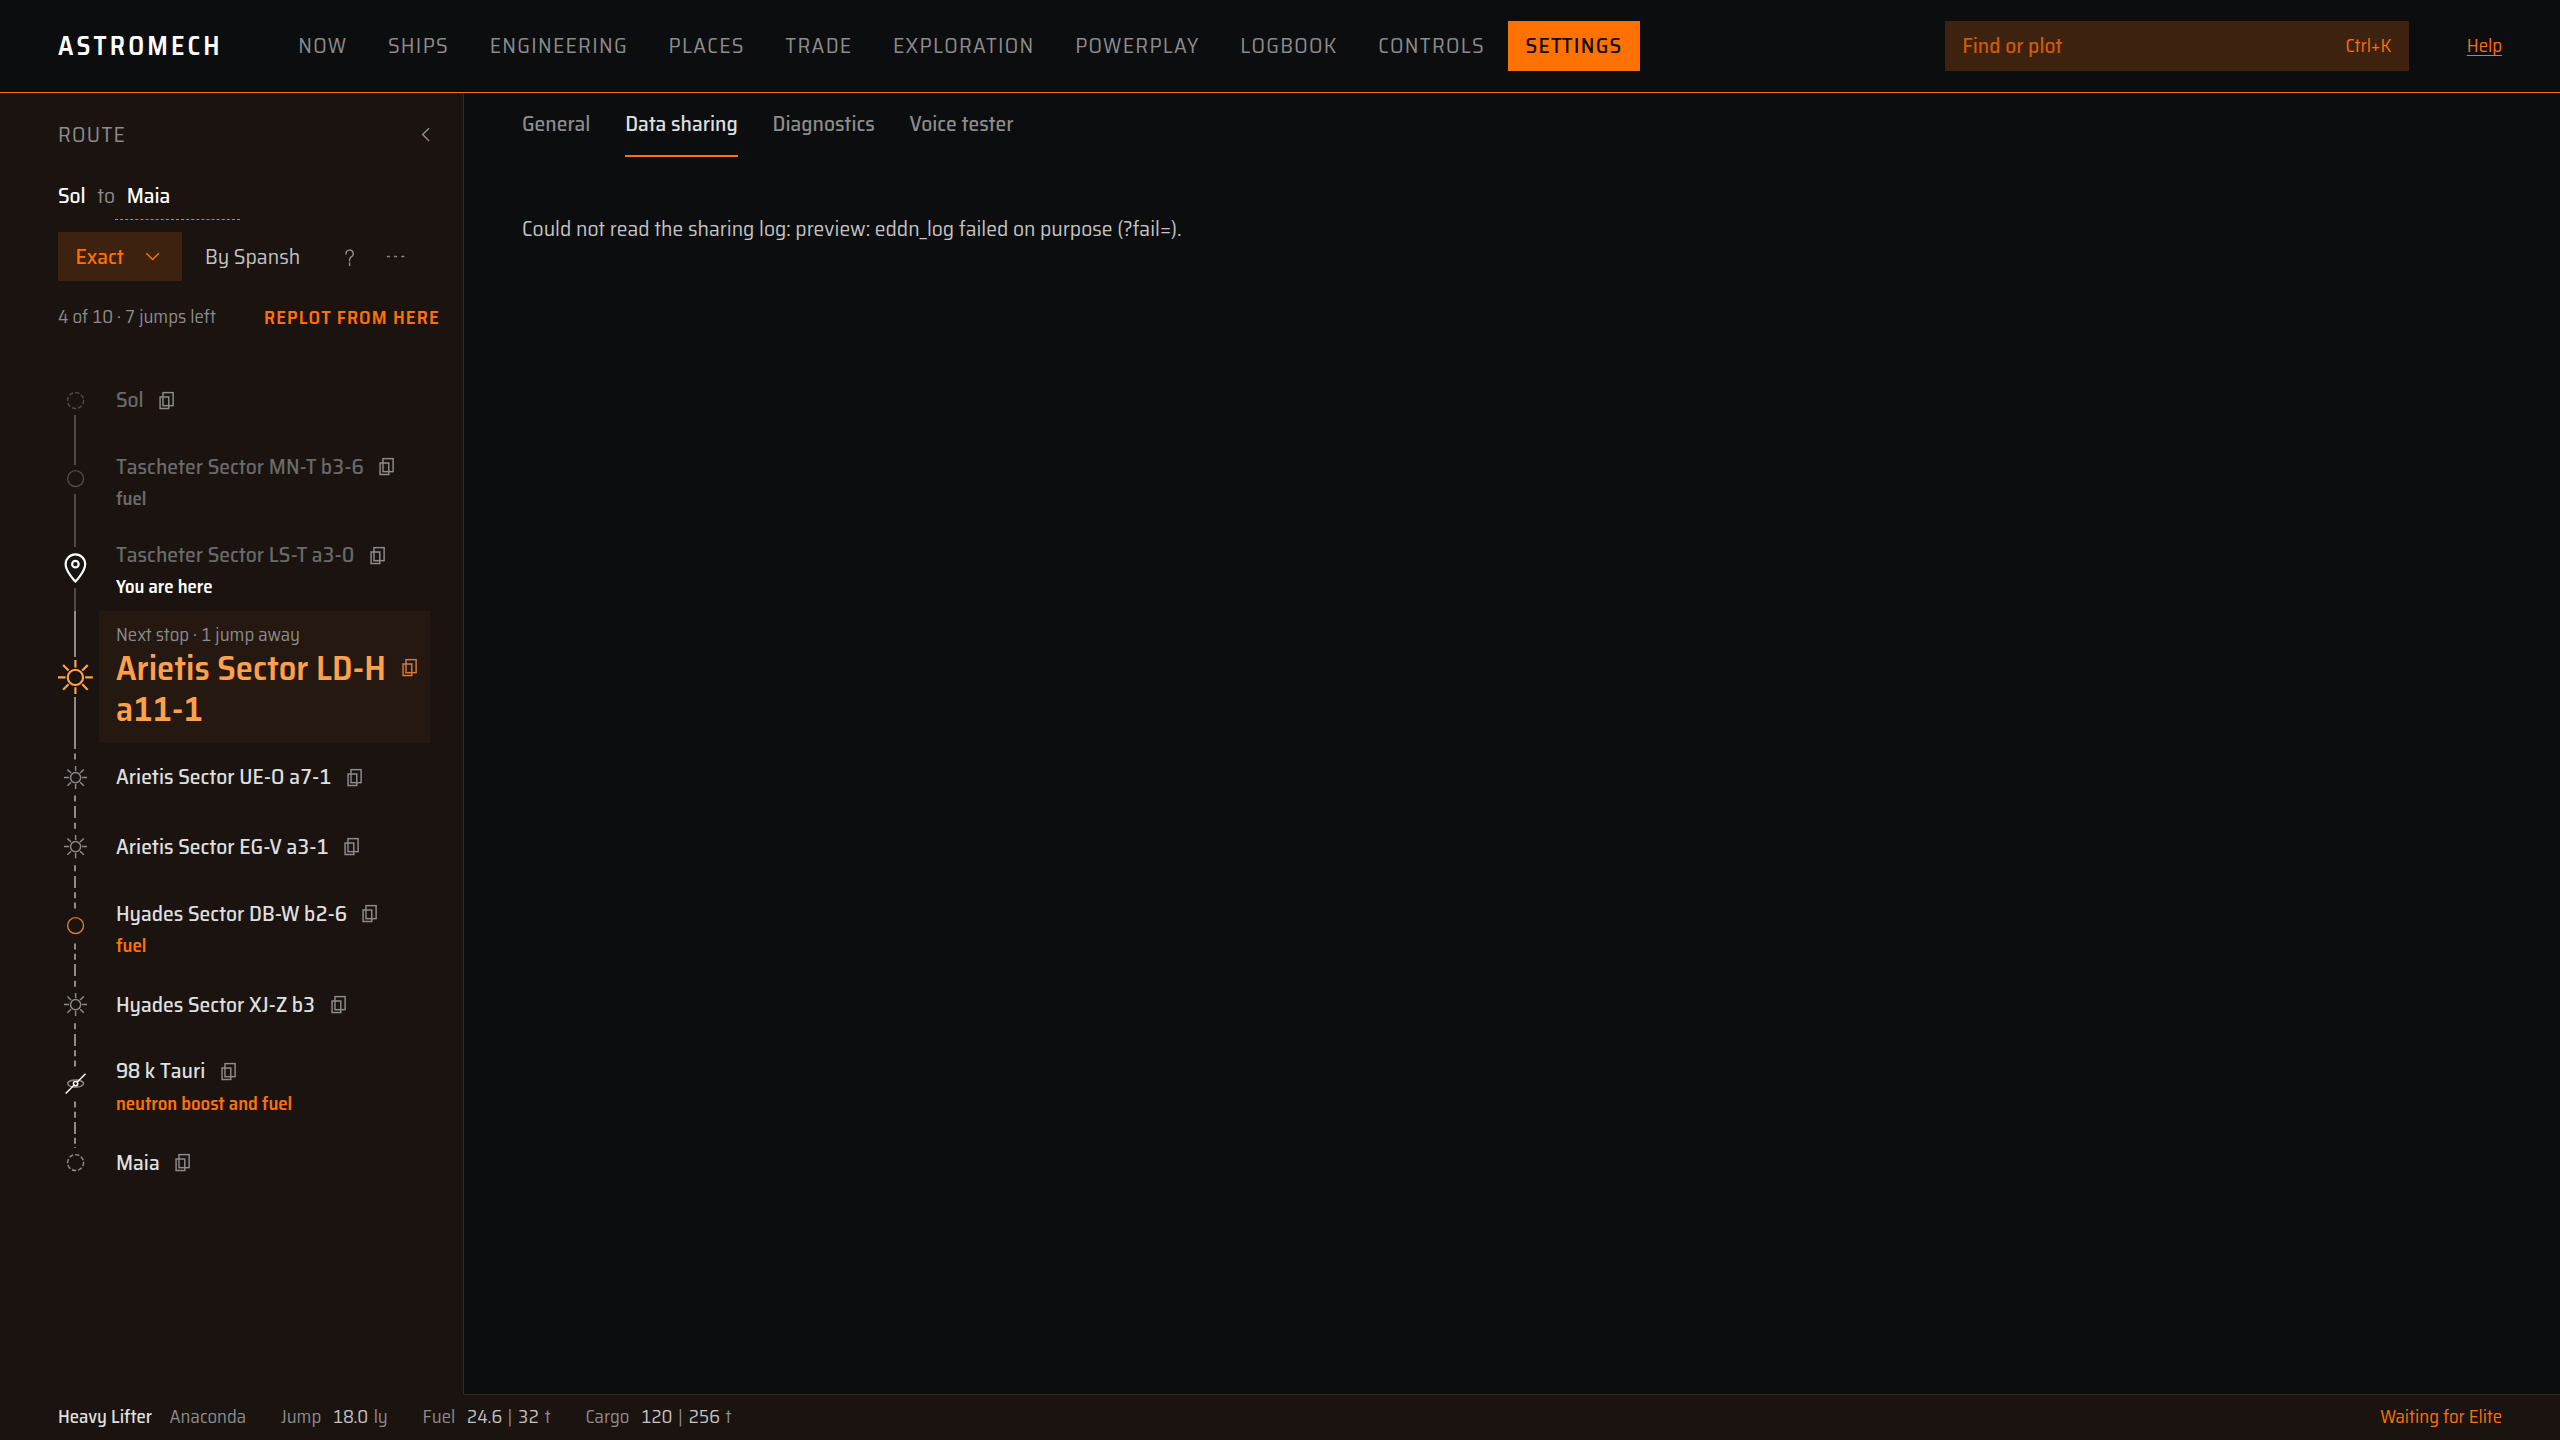 ASTROMECH NOW SHIPS ENGINEERING PLACES TRADE EXPLORATION POWERPLAY LOGBOOK CONTROLS SETTINGS Find or plot Ctrl+K Help
ROUTE
General Data sharing Diagnostics Voice tester
Sol to Maia
Could not read the sharing log: preview: eddn_log failed on purpose (?fail=).
Exact By Spansh ? ···
4 of 10 · 7 jumps left REPLOT FROM HERE
Sol
Tascheter Sector MN-T b3-6
fuel
Tascheter Sector LS-T a3-0
You are here
Next stop · 1 jump away
Arietis Sector LD-H
a11-1
Arietis Sector UE-O a7-1
Arietis Sector EG-V a3-1
Hyades Sector DB-W b2-6
fuel
Hyades Sector XJ-Z b3
98 k Tauri
neutron boost and fuel
Maia
Heavy Lifter Anaconda Jump 18.0 ly Fuel 24.6 | 32 t Cargo 120 | 256 t Waiting for Elite